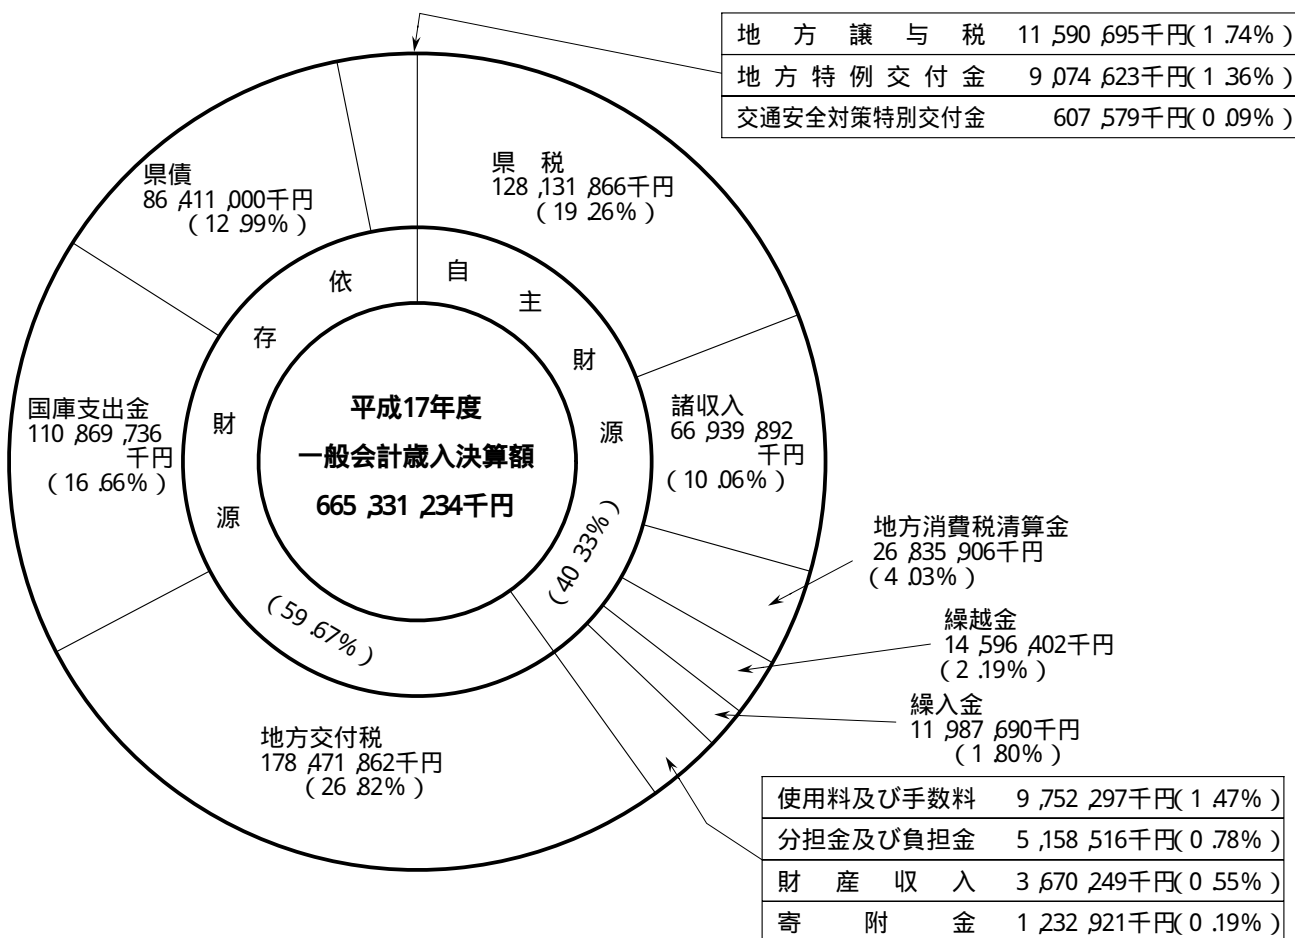 地方譲与税 11,590,695千円(1.74%)
地方特例交付金 9,074,623千円(1.36%)
交通安全対策特別交付金 607,579千円(0.09%)
県税
128,131,866千円
(19.26%)
県債
86,411,000千円
(12.99%)
自主財源
(40.33%)
依存財源
(59.67%)
平成17年度
一般会計歳入決算額
665,331,234千円
国庫支出金
110,869,736
千円
(16.66%)
諸収入
66,939,892
千円
(10.06%)
地方消費税清算金
26,835,906千円
(4.03%)
繰越金
14,596,402千円
(2.19%)
繰入金
11,987,690千円
(1.80%)
地方交付税
178,471,862千円
(26.82%)
使用料及び手数料 9,752,297千円(1.47%)
分担金及び負担金 5,158,516千円(0.78%)
財産収入 3,670,249千円(0.55%)
寄附金 1,232,921千円(0.19%)